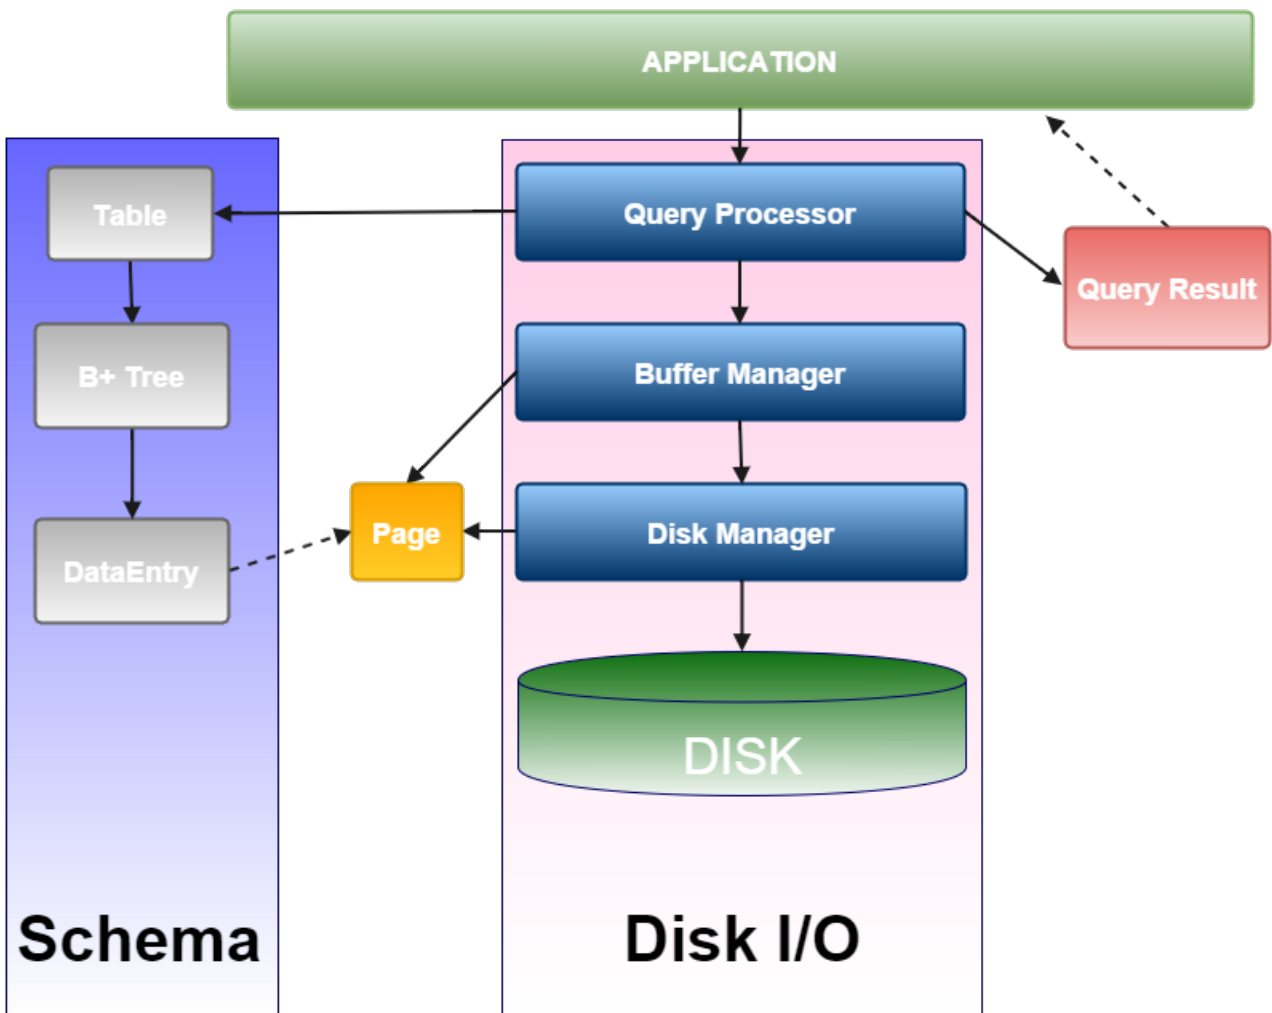 APPLICATION
Table
Query Processor
Query Result
B+ Tree
Buffer Manager
Page
Disk Manager
DataEntry
DISK
Schema
Disk I/O